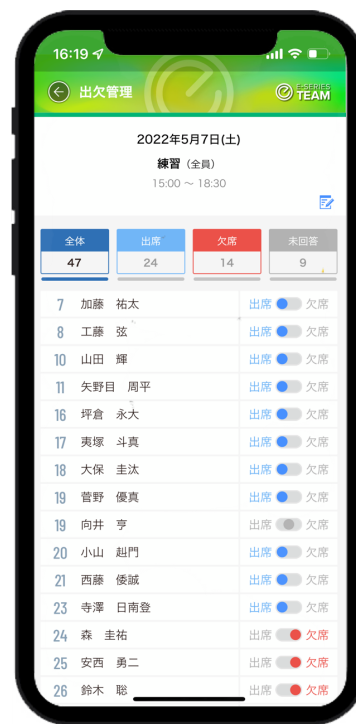 16:19
出欠管理
E-SERIES
TEAM
2022年5月7日(土)
練習（全員）
15:00 ～ 18:30
全体 出席 欠席 未回答
47 24 14 9
7 加藤 祐太 出席 欠席
8 工藤 弦 出席 欠席
10 山田 輝 出席 欠席
11 矢野目 周平 出席 欠席
16 坪倉 永大 出席 欠席
17 夷塚 斗真 出席 欠席
18 大保 圭汰 出席 欠席
19 菅野 優真 出席 欠席
19 向井 亨 出席 欠席
20 小山 赳門 出席 欠席
21 西藤 倭誠 出席 欠席
23 寺澤 日南登 出席 欠席
24 森 圭祐 出席 欠席
25 安西 勇二 出席 欠席
26 鈴木 聡 出席 欠席